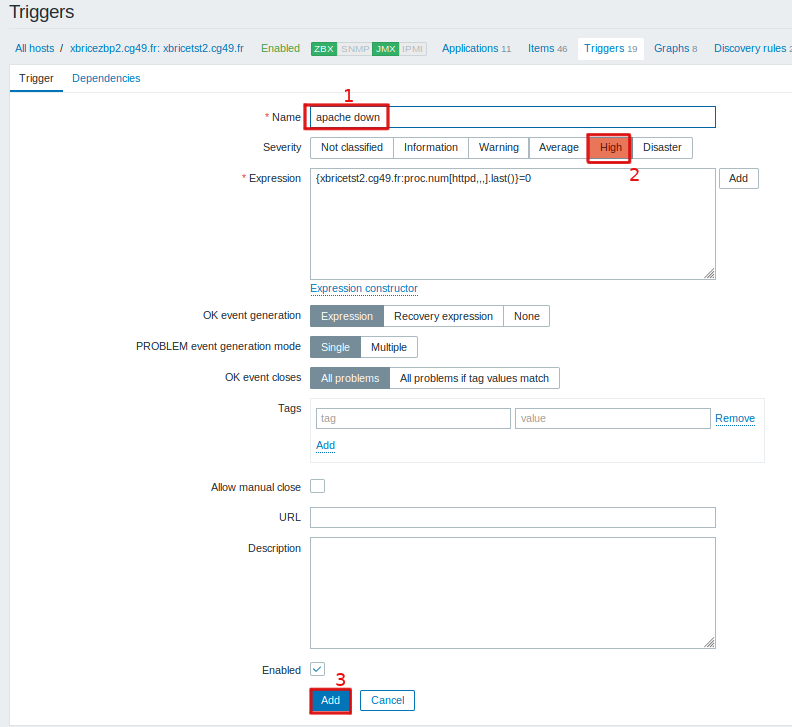 Triggers
All hosts / xbricezbp2.cg49.fr: xbricetst2.cg49.fr Enabled ZBX SNMP JMX IPMI Applications 11 Items 46 Triggers 19 Graphs 8 Discovery rules
Trigger Dependencies
1
* Name apache down
Severity Not classified Information Warning Average High Disaster
2
* Expression {xbricetst2.cg49.fr:proc.num[httpd,,,].last()}=0 Add
Expression constructor
OK event generation Expression Recovery expression None
PROBLEM event generation mode Single Multiple
OK event closes All problems All problems if tag values match
Tags tag value Remove
Add
Allow manual close
URL
Description
Enabled
3
Add Cancel